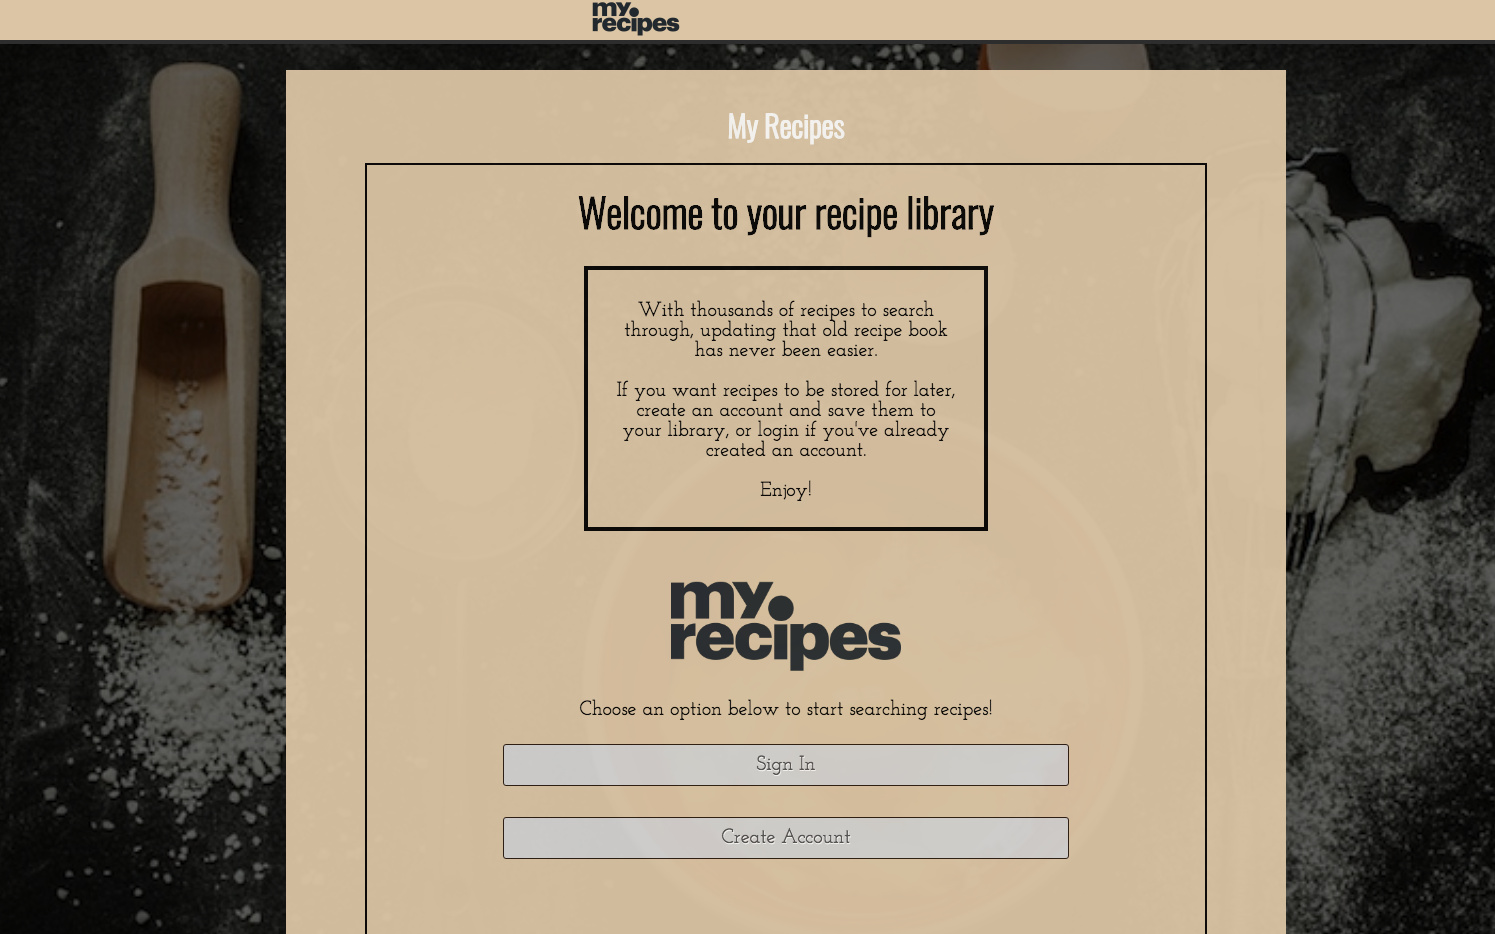 my.
recipes
My Recipes
Welcome to your recipe library
With thousands of recipes to search
through, updating that old recipe book
has never been easier.
If you want recipes to be stored for later,
create an account and save them to
your library, or login if you've already
created an account.
Enjoy!
my.
recipes
Choose an option below to start searching recipes!
Sign In
Create Account